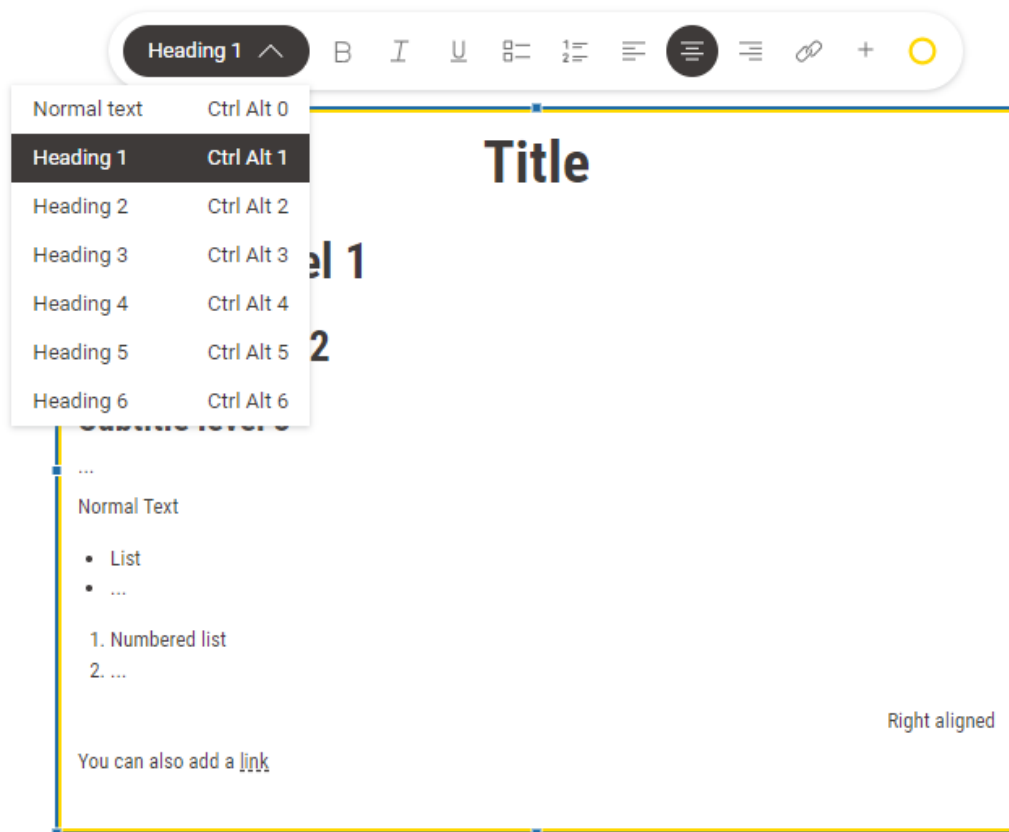 Heading 1
Normal text Ctrl Alt 0
Heading 1 Ctrl Alt 1
Heading 2 Ctrl Alt 2
Heading 3 Ctrl Alt 3
Heading 4 Ctrl Alt 4
Heading 5 Ctrl Alt 5
Heading 6 Ctrl Alt 6
Title
el 1
2
Subtitle level
...
Normal Text
• List
• ...
1. Numbered list
2. ...
Right aligned
You can also add a link